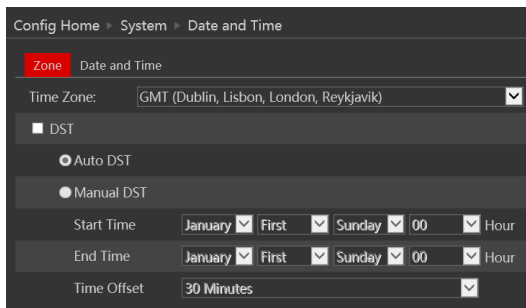 Config Home ▸ System ▸ Date and Time
Zone Date and Time
Time Zone: GMT (Dublin, Lisbon, London, Reykjavik)
DST
Auto DST
Manual DST
Start Time January First Sunday 00 Hour
End Time January First Sunday 00 Hour
Time Offset 30 Minutes